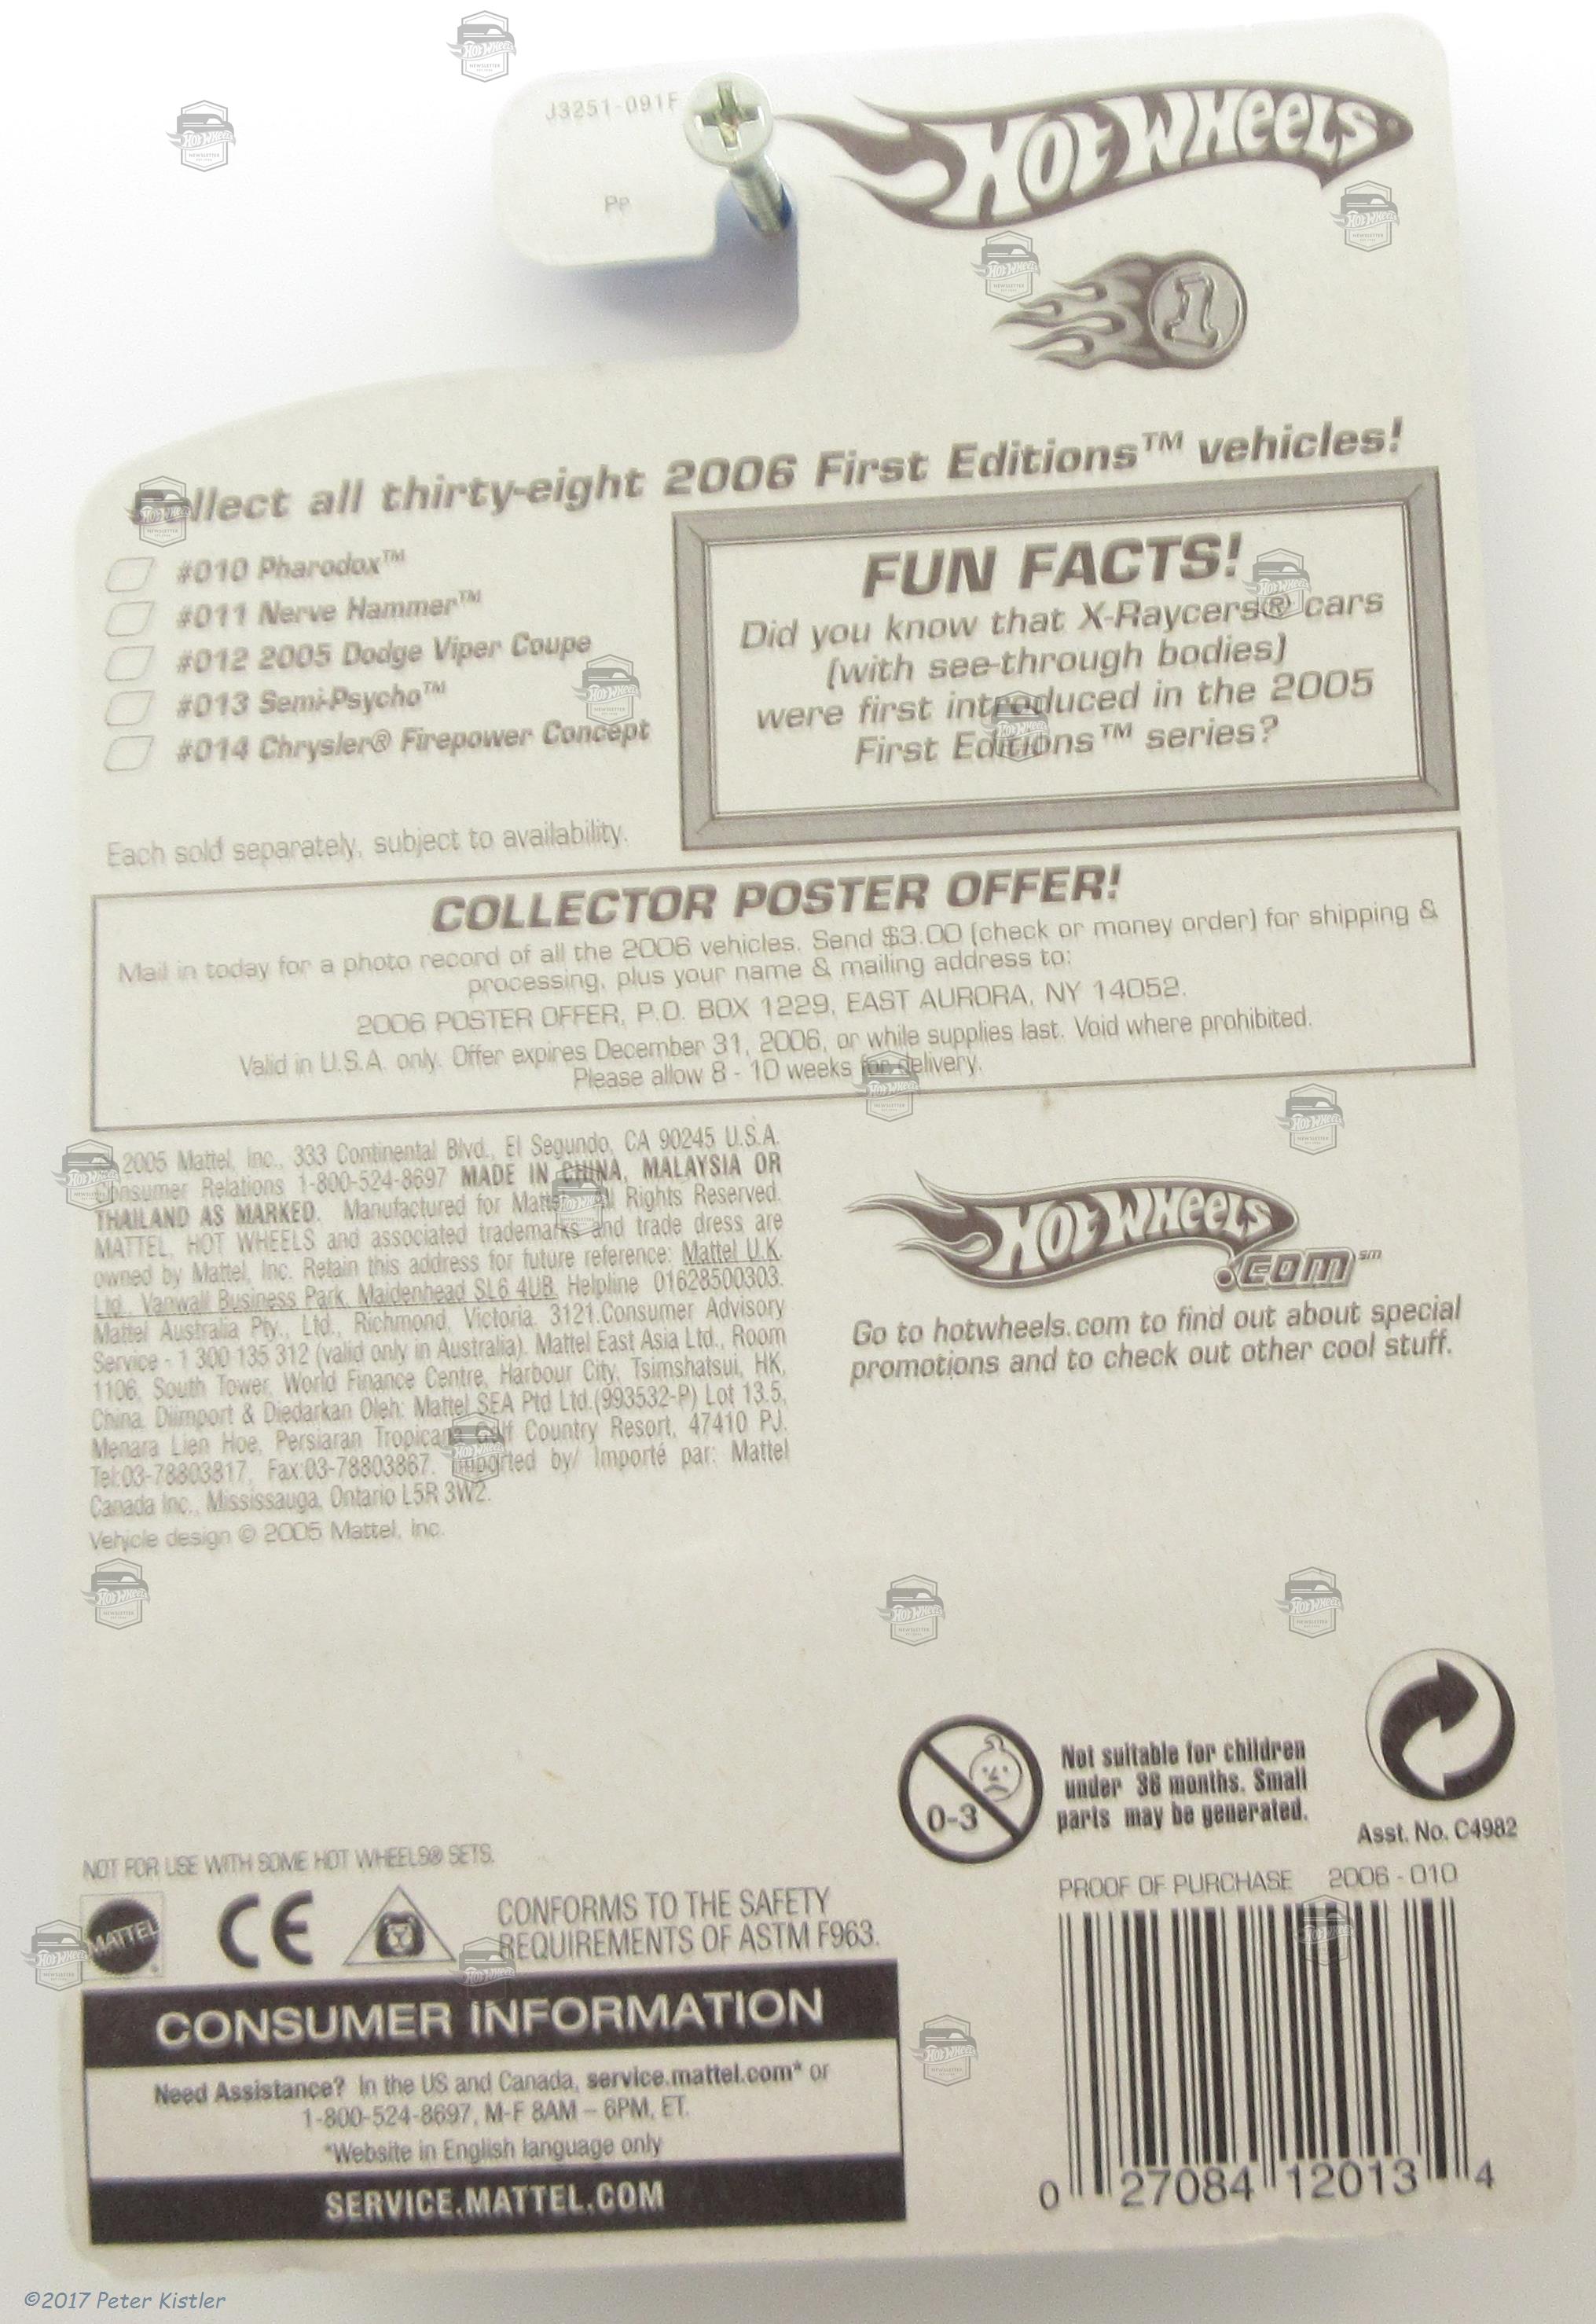 J3251-091F
Pp
HOT WHEELS
1
Collect all thirty-eight 2006 First Editions™ vehicles!
#010 Pharodox™
#011 Nerve Hammer™
#012 2005 Dodge Viper Coupe
#013 Semi-Psycho™
#014 Chrysler® Firepower Concept
Each sold separately, subject to availability.
FUN FACTS!
Did you know that X-Raycers® cars
(with see-through bodies)
were first introduced in the 2005
First Editions™ series?
COLLECTOR POSTER OFFER!
Mail in today for a photo record of all the 2006 vehicles. Send $3.00 (check or money order) for shipping &
processing, plus your name & mailing address to:
2006 POSTER OFFER, P.O. BOX 1229, EAST AURORA, NY 14052.
Valid in U.S.A. only. Offer expires December 31, 2006, or while supplies last. Void where prohibited.
Please allow 8 - 10 weeks for delivery.
2005 Mattel, Inc., 333 Continental Blvd., El Segundo, CA 90245 U.S.A.
Consumer Relations 1-800-524-8697 MADE IN CHINA, MALAYSIA OR
THAILAND AS MARKED. Manufactured for Mattel. All Rights Reserved.
MATTEL, HOT WHEELS and associated trademarks and trade dress are
owned by Mattel, Inc. Retain this address for future reference: Mattel U.K.
Ltd., Vanwall Business Park, Maidenhead SL6 4UB. Helpline 01628500303.
Mattel Australia Pty., Ltd., Richmond, Victoria. 3121.Consumer Advisory
Service - 1 300 135 312 (valid only in Australia). Mattel East Asia Ltd., Room
1106, South Tower, World Finance Centre, Harbour City, Tsimshatsui, HK,
China. Diimport & Diedarkan Oleh: Mattel SEA Ptd Ltd.(993532-P) Lot 13.5,
Menara Lien Hoe, Persiaran Tropicana Golf Country Resort, 47410 PJ.
Tel:03-78803817, Fax:03-78803867. Imported by/ Importé par: Mattel
Canada Inc., Mississauga, Ontario L5R 3W2.
Vehicle design © 2005 Mattel, Inc.
HOT WHEELS
.com℠
Go to hotwheels.com to find out about special
promotions and to check out other cool stuff.
0-3
Not suitable for children
under 36 months. Small
parts may be generated.
Asst. No. C4982
NOT FOR USE WITH SOME HOT WHEELS® SETS.
MATTEL
CE
CONFORMS TO THE SAFETY
REQUIREMENTS OF ASTM F963.
PROOF OF PURCHASE 2006 - 010
0 27084 12013 4
CONSUMER INFORMATION
Need Assistance? In the US and Canada, service.mattel.com* or
1-800-524-8697, M-F 8AM – 6PM, ET.
*Website in English language only
SERVICE.MATTEL.COM
©2017 Peter Kistler